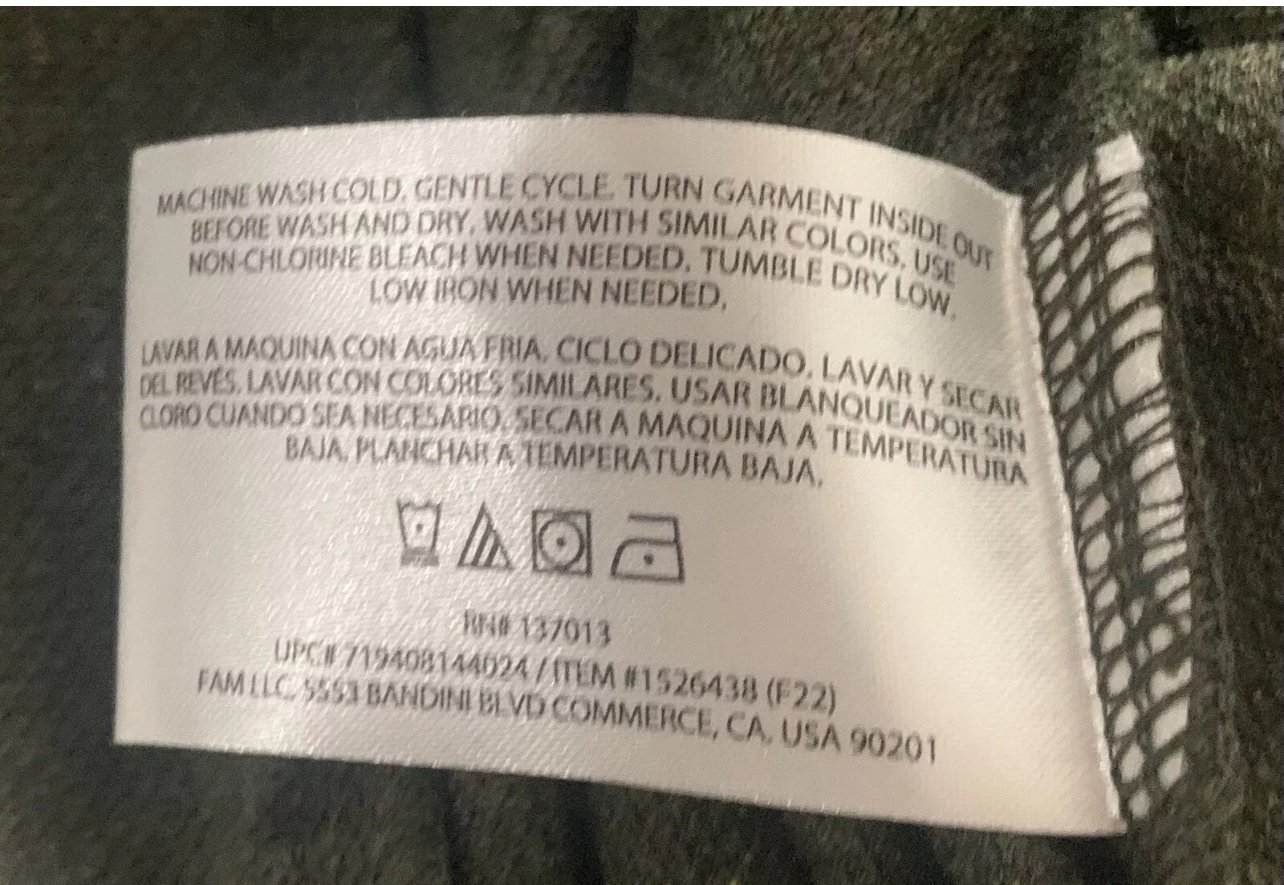 MACHINE WASH COLD. GENTLE CYCLE. TURN GARMENT INSIDE OUT
BEFORE WASH AND DRY. WASH WITH SIMILAR COLORS. USE
NON-CHLORINE BLEACH WHEN NEEDED. TUMBLE DRY LOW.
LOW IRON WHEN NEEDED.
LAVAR A MAQUINA CON AGUA FRIA. CICLO DELICADO. LAVAR Y SECAR
DEL REVÉS. LAVAR CON COLORES SIMILARES. USAR BLANQUEADOR SIN
CLORO CUANDO SEA NECESARIO. SECAR A MAQUINA A TEMPERATURA
BAJA. PLANCHAR A TEMPERATURA BAJA.
RN# 137013
UPC# 719408144024 / ITEM #1526438 (F22)
FAM LLC. 5553 BANDINI BLVD COMMERCE, CA. USA 90201